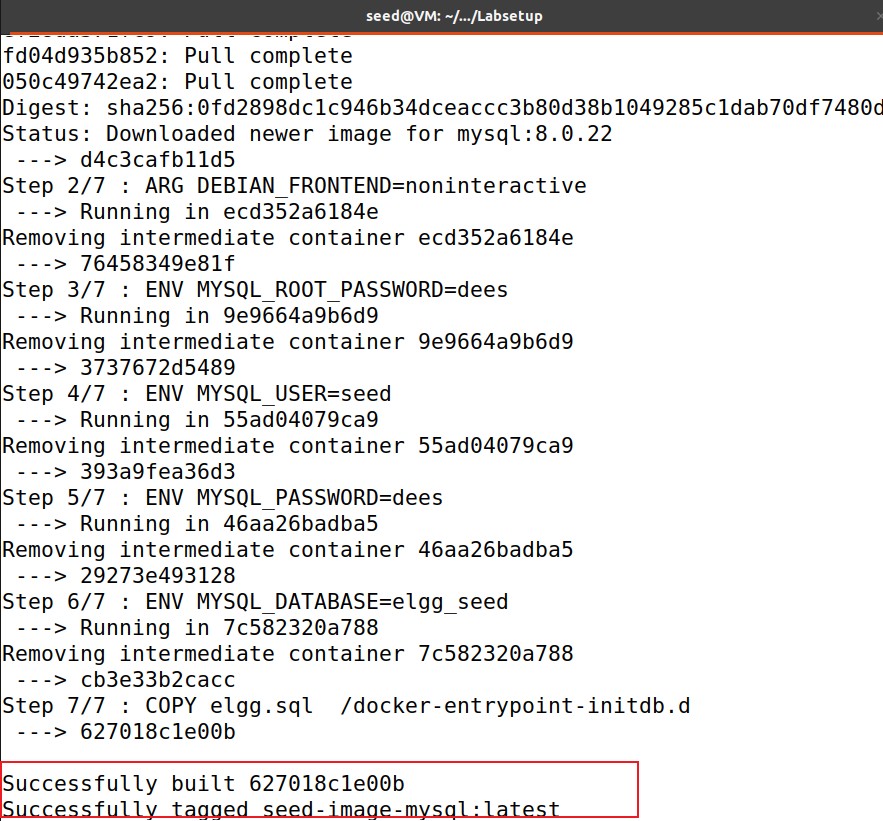 seed@VM: ~/.../Labsetup
fd04d935b852: Pull complete
050c49742ea2: Pull complete
Digest: sha256:0fd2898dc1c946b34dceaccc3b80d38b1049285c1dab70df7480d
Status: Downloaded newer image for mysql:8.0.22
 ---> d4c3cafb11d5
Step 2/7 : ARG DEBIAN_FRONTEND=noninteractive
 ---> Running in ecd352a6184e
Removing intermediate container ecd352a6184e
 ---> 76458349e81f
Step 3/7 : ENV MYSQL_ROOT_PASSWORD=dees
 ---> Running in 9e9664a9b6d9
Removing intermediate container 9e9664a9b6d9
 ---> 3737672d5489
Step 4/7 : ENV MYSQL_USER=seed
 ---> Running in 55ad04079ca9
Removing intermediate container 55ad04079ca9
 ---> 393a9fea36d3
Step 5/7 : ENV MYSQL_PASSWORD=dees
 ---> Running in 46aa26badba5
Removing intermediate container 46aa26badba5
 ---> 29273e493128
Step 6/7 : ENV MYSQL_DATABASE=elgg_seed
 ---> Running in 7c582320a788
Removing intermediate container 7c582320a788
 ---> cb3e33b2cacc
Step 7/7 : COPY elgg.sql  /docker-entrypoint-initdb.d
 ---> 627018c1e00b
Successfully built 627018c1e00b
Successfully tagged seed-image-mysql:latest